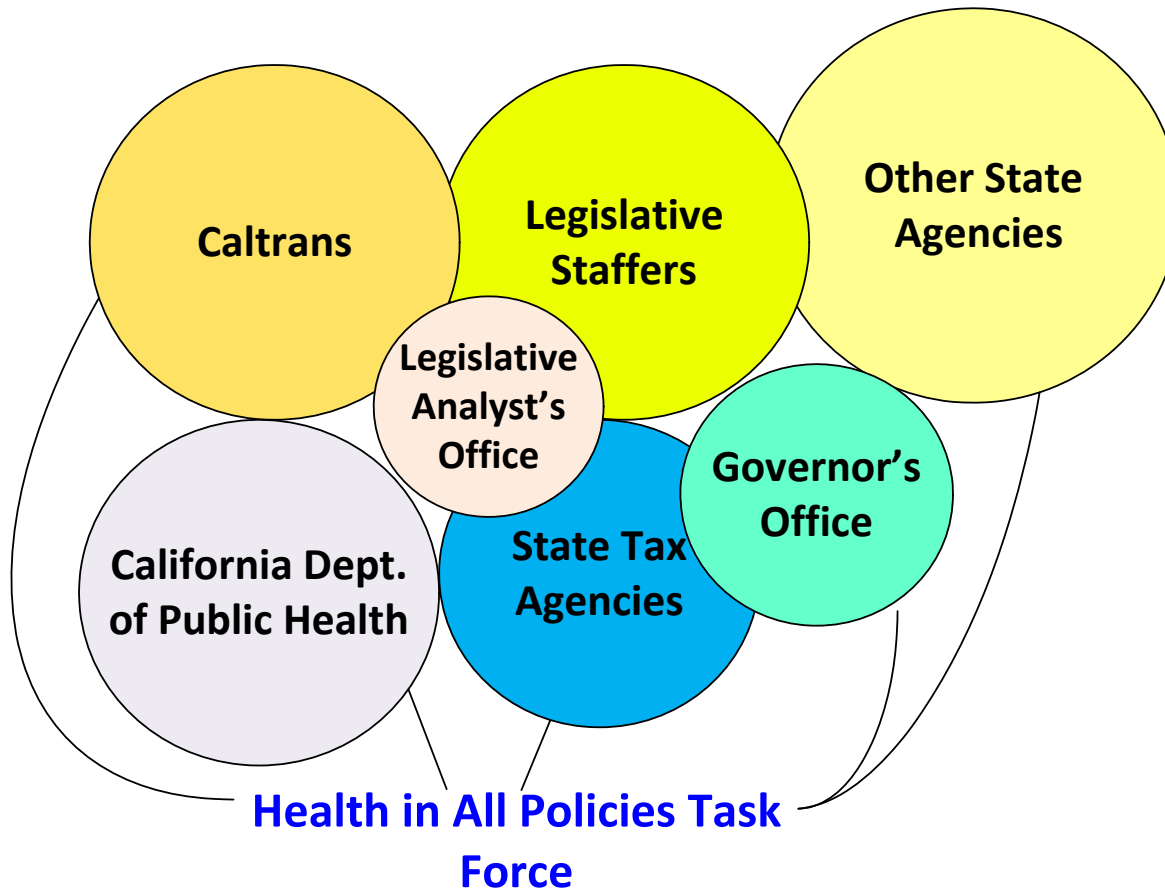 Caltrans
Legislative
Staffers
Other State
Agencies
Legislative
Analyst’s
Office
Governor’s
Office
California Dept.
of Public Health
State Tax
Agencies
Health in All Policies Task
Force